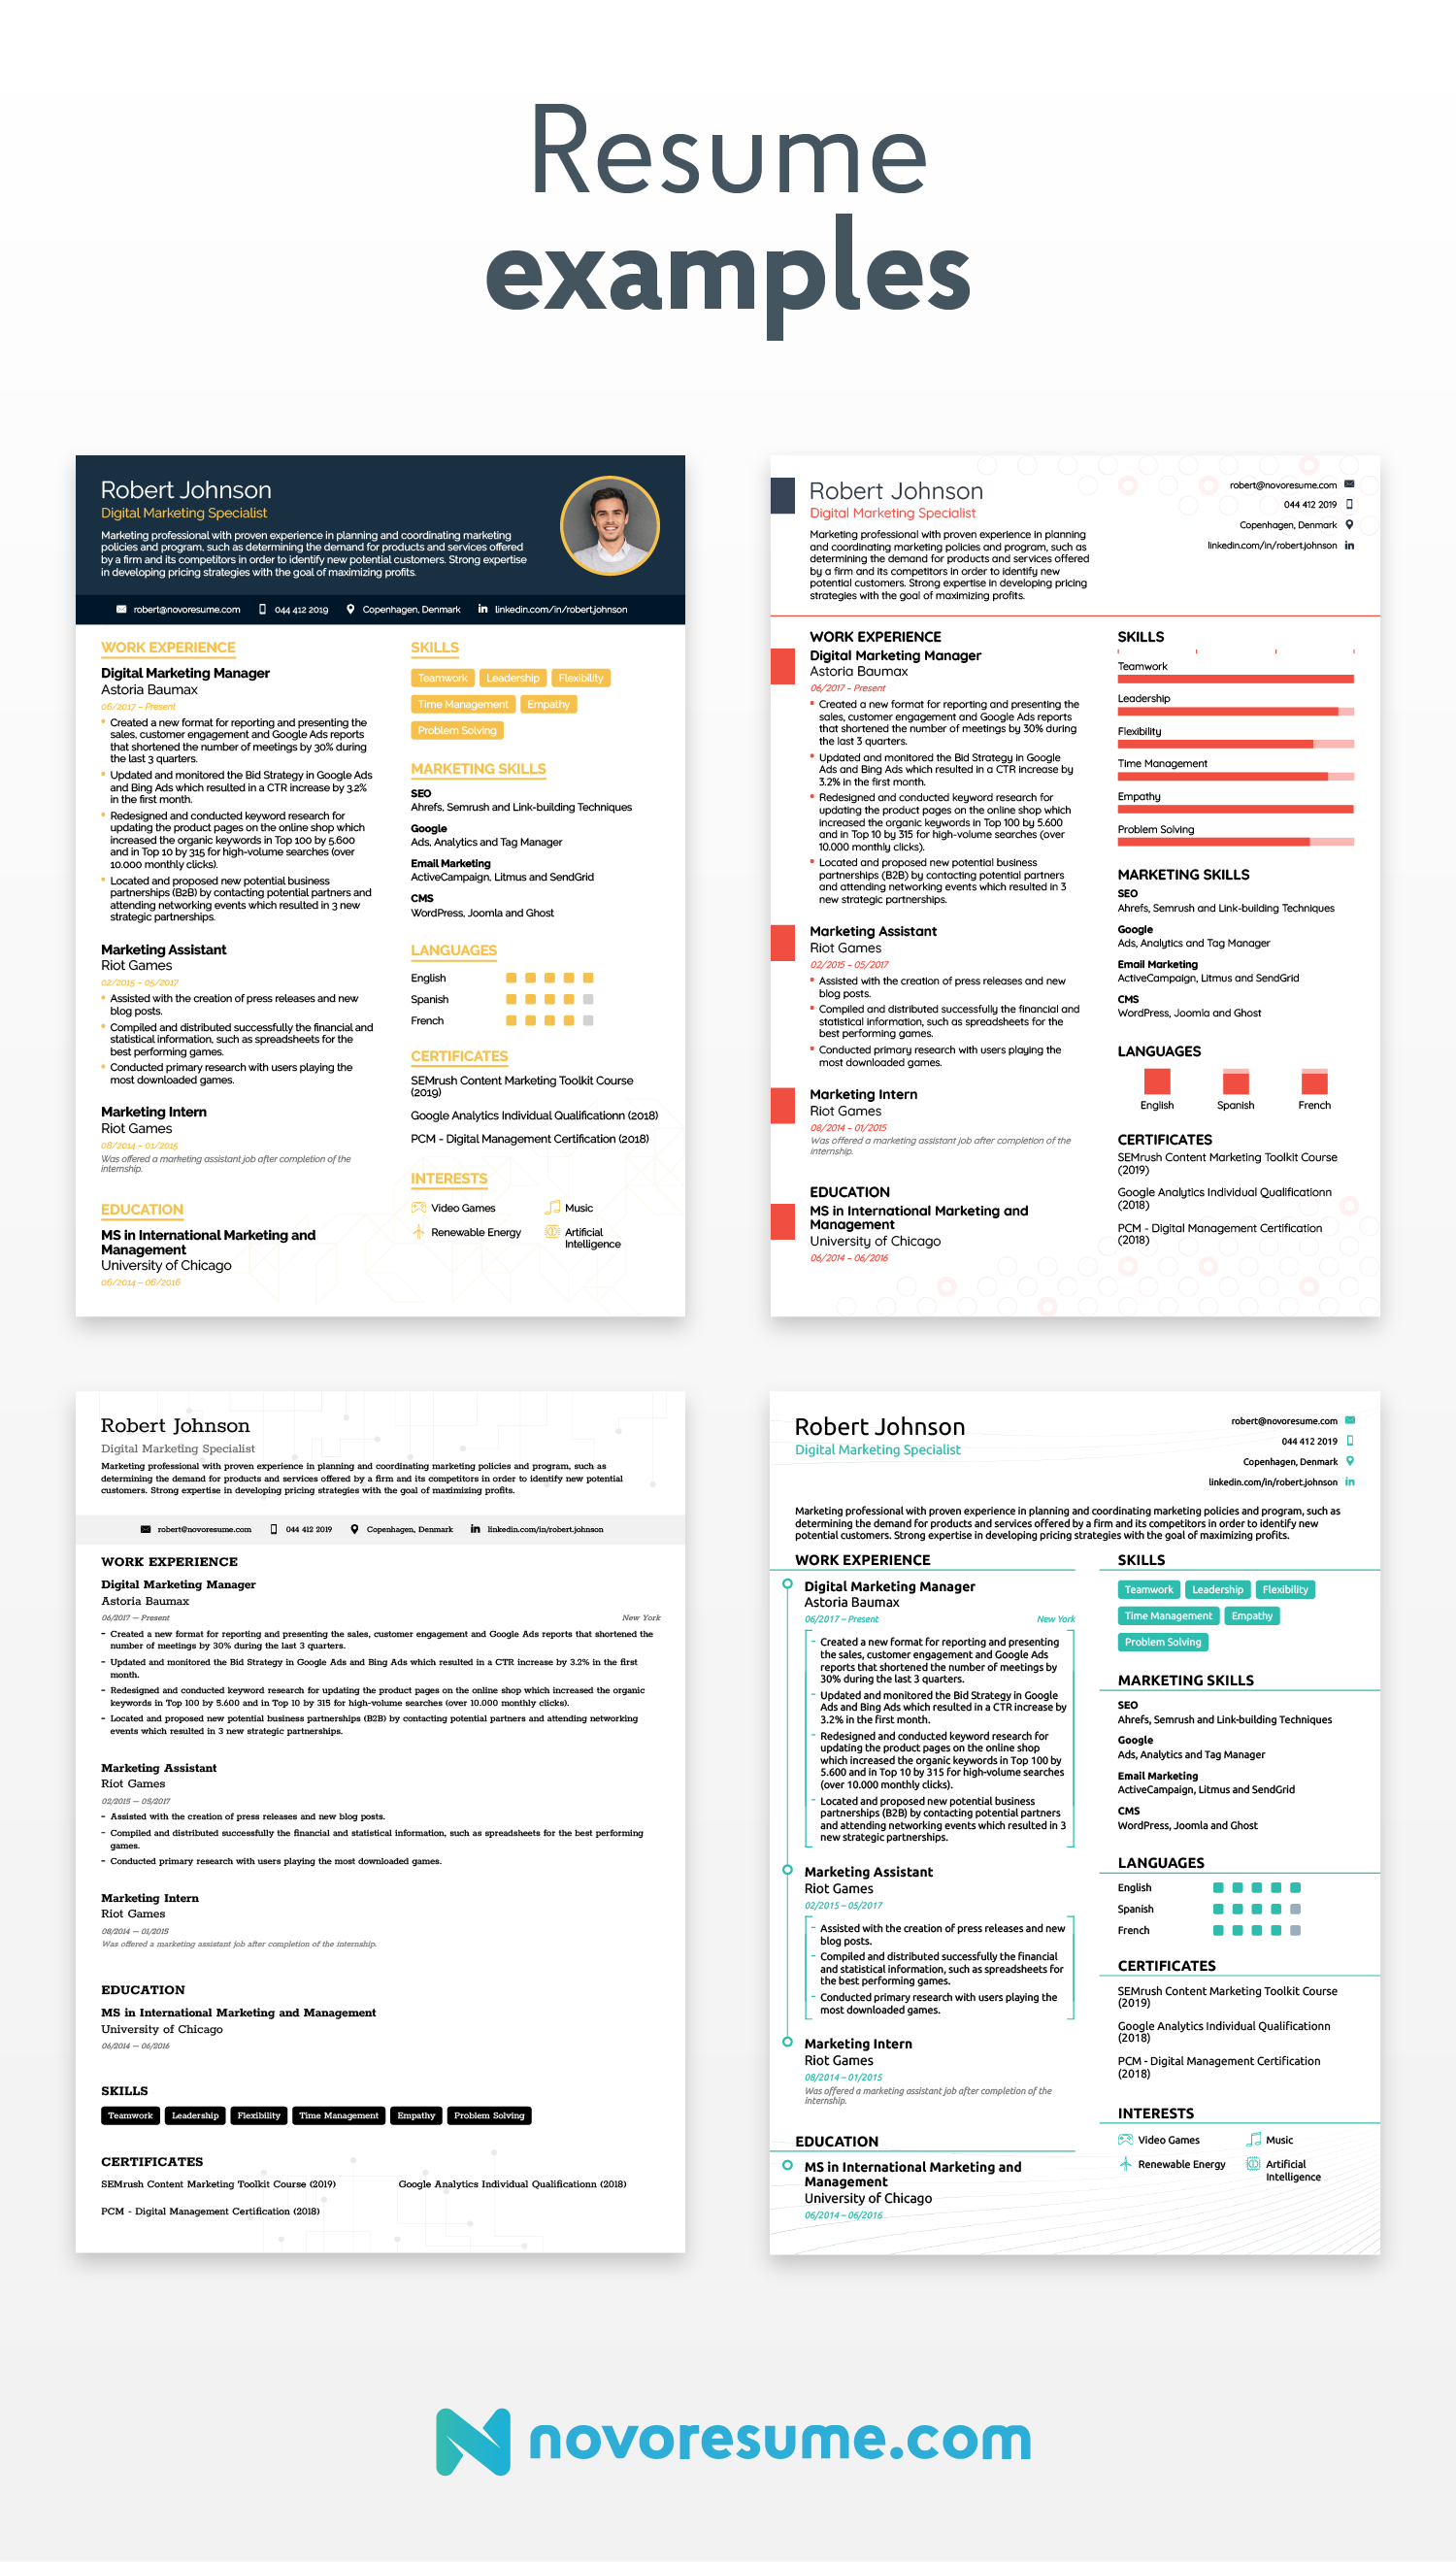 Resume
examples
Robert Johnson
Digital Marketing Specialist
Marketing professional with proven experience in planning and coordinating marketing
policies and program, such as determining the demand for products and services offered
by a firm and its competitors in order to identify new potential customers. Strong expertise
in developing pricing strategies with the goal of maximizing profits.
robert@novoresume.com 044 412 2019 Copenhagen, Denmark linkedin.com/in/robert.johnson
WORK EXPERIENCE
Digital Marketing Manager
Astoria Baumax
06/2017 – Present
Created a new format for reporting and presenting the
sales, customer engagement and Google Ads reports
that shortened the number of meetings by 30% during
the last 3 quarters.
Updated and monitored the Bid Strategy in Google Ads
and Bing Ads which resulted in a CTR increase by 3.2%
in the first month.
Redesigned and conducted keyword research for
updating the product pages on the online shop which
increased the organic keywords in Top 100 by 5.600
and in Top 10 by 315 for high-volume searches (over
10.000 monthly clicks).
Located and proposed new potential business
partnerships (B2B) by contacting potential partners and
attending networking events which resulted in 3 new
strategic partnerships.
Marketing Assistant
Riot Games
02/2015 – 05/2017
Assisted with the creation of press releases and new
blog posts.
Compiled and distributed successfully the financial and
statistical information, such as spreadsheets for the
best performing games.
Conducted primary research with users playing the
most downloaded games.
Marketing Intern
Riot Games
08/2014 – 01/2015
Was offered a marketing assistant job after completion of the
internship.
EDUCATION
MS in International Marketing and
Management
University of Chicago
06/2014 – 06/2016
SKILLS
Teamwork Leadership Flexibility
Time Management Empathy
Problem Solving
MARKETING SKILLS
SEO
Ahrefs, Semrush and Link-building Techniques
Google
Ads, Analytics and Tag Manager
Email Marketing
ActiveCampaign, Litmus and SendGrid
CMS
WordPress, Joomla and Ghost
LANGUAGES
English
Spanish
French
CERTIFICATES
SEMrush Content Marketing Toolkit Course
(2019)
Google Analytics Individual Qualificationn (2018)
PCM - Digital Management Certification (2018)
INTERESTS
Video Games Music
Renewable Energy Artificial
Intelligence
Robert Johnson
Digital Marketing Specialist
Marketing professional with proven experience in planning
and coordinating marketing policies and program, such as
determining the demand for products and services offered
by a firm and its competitors in order to identify new
potential customers. Strong expertise in developing pricing
strategies with the goal of maximizing profits.
robert@novoresume.com
044 412 2019
Copenhagen, Denmark
linkedin.com/in/robert.johnson
WORK EXPERIENCE
Digital Marketing Manager
Astoria Baumax
06/2017 – Present
Created a new format for reporting and presenting the
sales, customer engagement and Google Ads reports
that shortened the number of meetings by 30% during
the last 3 quarters.
Updated and monitored the Bid Strategy in Google
Ads and Bing Ads which resulted in a CTR increase by
3.2% in the first month.
Redesigned and conducted keyword research for
updating the product pages on the online shop which
increased the organic keywords in Top 100 by 5.600
and in Top 10 by 315 for high-volume searches (over
10.000 monthly clicks).
Located and proposed new potential business
partnerships (B2B) by contacting potential partners
and attending networking events which resulted in 3
new strategic partnerships.
Marketing Assistant
Riot Games
02/2015 – 05/2017
Assisted with the creation of press releases and new
blog posts.
Compiled and distributed successfully the financial and
statistical information, such as spreadsheets for the
best performing games.
Conducted primary research with users playing the
most downloaded games.
Marketing Intern
Riot Games
08/2014 – 01/2015
Was offered a marketing assistant job after completion of the
internship.
EDUCATION
MS in International Marketing and
Management
University of Chicago
06/2014 – 06/2016
SKILLS
Teamwork
Leadership
Flexibility
Time Management
Empathy
Problem Solving
MARKETING SKILLS
SEO
Ahrefs, Semrush and Link-building Techniques
Google
Ads, Analytics and Tag Manager
Email Marketing
ActiveCampaign, Litmus and SendGrid
CMS
WordPress, Joomla and Ghost
LANGUAGES
English Spanish French
CERTIFICATES
SEMrush Content Marketing Toolkit Course
(2019)
Google Analytics Individual Qualificationn
(2018)
PCM - Digital Management Certification
(2018)
Robert Johnson
Digital Marketing Specialist
Marketing professional with proven experience in planning and coordinating marketing policies and program, such as
determining the demand for products and services offered by a firm and its competitors in order to identify new potential
customers. Strong expertise in developing pricing strategies with the goal of maximizing profits.
robert@novoresume.com 044 412 2019 Copenhagen, Denmark linkedin.com/in/robert.johnson
WORK EXPERIENCE
Digital Marketing Manager
Astoria Baumax
06/2017 — Present New York
- Created a new format for reporting and presenting the sales, customer engagement and Google Ads reports that shortened the
number of meetings by 30% during the last 3 quarters.
- Updated and monitored the Bid Strategy in Google Ads and Bing Ads which resulted in a CTR increase by 3.2% in the first
month.
- Redesigned and conducted keyword research for updating the product pages on the online shop which increased the organic
keywords in Top 100 by 5.600 and in Top 10 by 315 for high-volume searches (over 10.000 monthly clicks).
- Located and proposed new potential business partnerships (B2B) by contacting potential partners and attending networking
events which resulted in 3 new strategic partnerships.
Marketing Assistant
Riot Games
02/2015 — 05/2017
- Assisted with the creation of press releases and new blog posts.
- Compiled and distributed successfully the financial and statistical information, such as spreadsheets for the best performing
games.
- Conducted primary research with users playing the most downloaded games.
Marketing Intern
Riot Games
08/2014 — 01/2015
Was offered a marketing assistant job after completion of the internship.
EDUCATION
MS in International Marketing and Management
University of Chicago
06/2014 — 06/2016
SKILLS
Teamwork Leadership Flexibility Time Management Empathy Problem Solving
CERTIFICATES
SEMrush Content Marketing Toolkit Course (2019) Google Analytics Individual Qualificationn (2018)
PCM - Digital Management Certification (2018)
Robert Johnson
Digital Marketing Specialist
robert@novoresume.com
044 412 2019
Copenhagen, Denmark
linkedin.com/in/robert.johnson
Marketing professional with proven experience in planning and coordinating marketing policies and program, such as
determining the demand for products and services offered by a firm and its competitors in order to identify new
potential customers. Strong expertise in developing pricing strategies with the goal of maximizing profits.
WORK EXPERIENCE
Digital Marketing Manager
Astoria Baumax
06/2017 – Present New York
- Created a new format for reporting and presenting
the sales, customer engagement and Google Ads
reports that shortened the number of meetings by
30% during the last 3 quarters.
- Updated and monitored the Bid Strategy in Google
Ads and Bing Ads which resulted in a CTR increase by
3.2% in the first month.
- Redesigned and conducted keyword research for
updating the product pages on the online shop
which increased the organic keywords in Top 100 by
5.600 and in Top 10 by 315 for high-volume searches
(over 10.000 monthly clicks).
- Located and proposed new potential business
partnerships (B2B) by contacting potential partners
and attending networking events which resulted in 3
new strategic partnerships.
Marketing Assistant
Riot Games
02/2015 – 05/2017
- Assisted with the creation of press releases and new
blog posts.
- Compiled and distributed successfully the financial
and statistical information, such as spreadsheets for
the best performing games.
- Conducted primary research with users playing the
most downloaded games.
Marketing Intern
Riot Games
08/2014 – 01/2015
Was offered a marketing assistant job after completion of the
internship.
EDUCATION
MS in International Marketing and
Management
University of Chicago
06/2014 – 06/2016
SKILLS
Teamwork Leadership Flexibility
Time Management Empathy
Problem Solving
MARKETING SKILLS
SEO
Ahrefs, Semrush and Link-building Techniques
Google
Ads, Analytics and Tag Manager
Email Marketing
ActiveCampaign, Litmus and SendGrid
CMS
WordPress, Joomla and Ghost
LANGUAGES
English
Spanish
French
CERTIFICATES
SEMrush Content Marketing Toolkit Course
(2019)
Google Analytics Individual Qualificationn
(2018)
PCM - Digital Management Certification
(2018)
INTERESTS
Video Games Music
Renewable Energy Artificial
Intelligence
novoresume.com